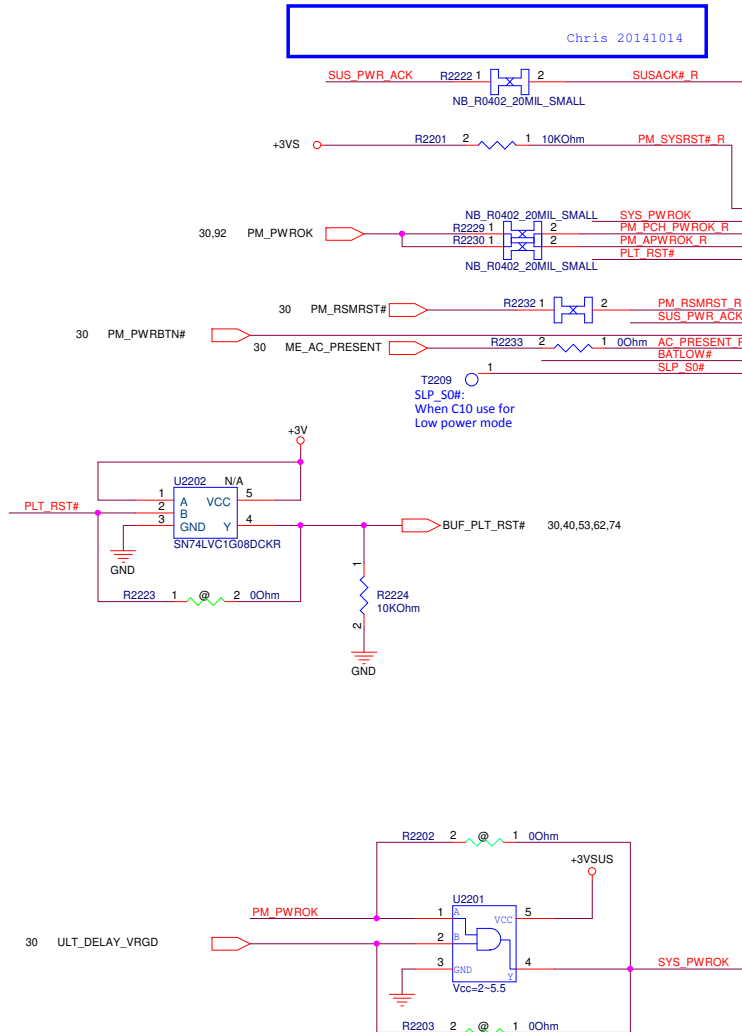 Chris 20141014
SUS_PWR_ACK R2222 1 2 SUSACK#_R
NB_R0402_20MIL_SMALL
+3VS R2201 2 1 10KOhm PM_SYSRST#_R
NB_R0402_20MIL_SMALL SYS_PWROK
30,92 PM_PWROK R2229 1 2 PM_PCH_PWROK_R
R2230 1 2 PM_APWROK_R
NB_R0402_20MIL_SMALL PLT_RST#
30 PM_RSMRST# R2232 1 2 PM_RSMRST_R
SUS_PWR_ACK
30 PM_PWRBTN#
30 ME_AC_PRESENT R2233 2 1 0Ohm AC_PRESENT_R
BATLOW#
1 SLP_S0#
T2209
SLP_S0#:
When C10 use for
Low power mode
+3V
U2202 N/A
1 A VCC 5
PLT_RST# 2 B
3 GND Y 4 BUF_PLT_RST# 30,40,53,62,74
SN74LVC1G08DCKR
GND
R2223 1 @ 2 0Ohm
1 R2224
10KOhm
2
GND
R2202 2 @ 1 0Ohm
+3VSUS
U2201
PM_PWROK 1 A VCC 5
30 ULT_DELAY_VRGD 2 B
3 GND Y 4 SYS_PWROK
Vcc=2~5.5
R2203 2 @ 1 0Ohm